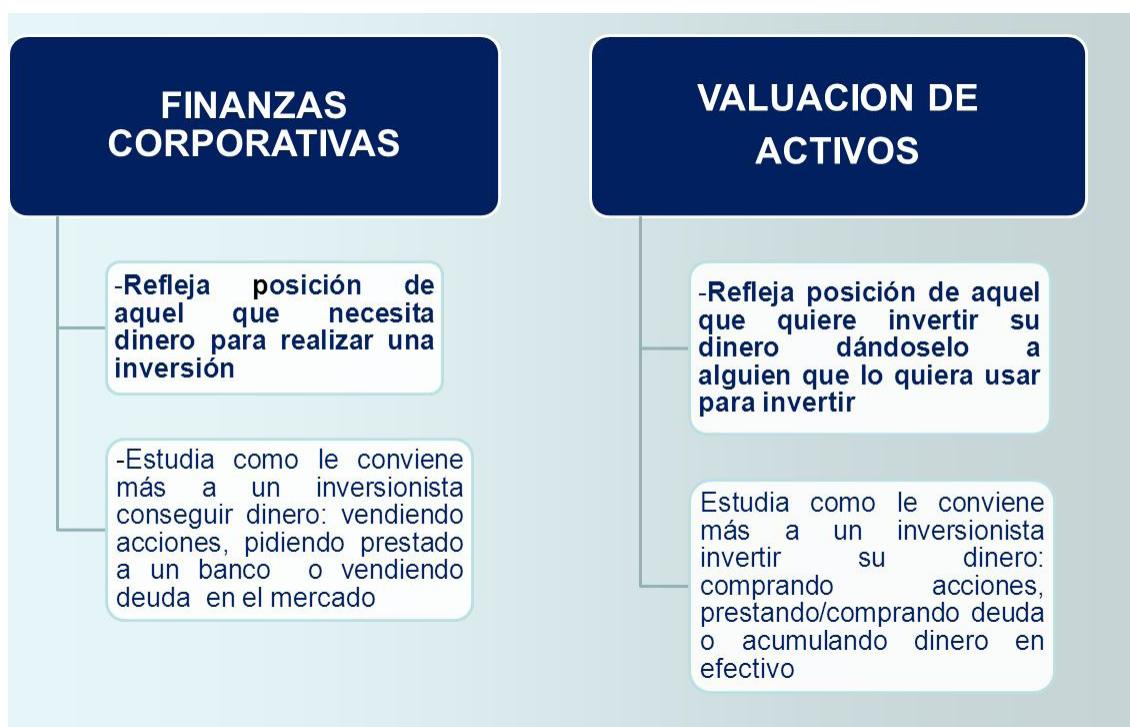 FINANZAS
CORPORATIVAS
-Refleja posición de
aquel que necesita
dinero para realizar una
inversión
-Estudia como le conviene
más a un inversionista
conseguir dinero: vendiendo
acciones, pidiendo prestado
a un banco o vendiendo
deuda en el mercado
VALUACION DE
ACTIVOS
-Refleja posición de aquel
que quiere invertir su
dinero dándoselo a
alguien que lo quiera usar
para invertir
Estudia como le conviene
más a un inversionista
invertir su dinero:
comprando acciones,
prestando/comprando deuda
o acumulando dinero en
efectivo